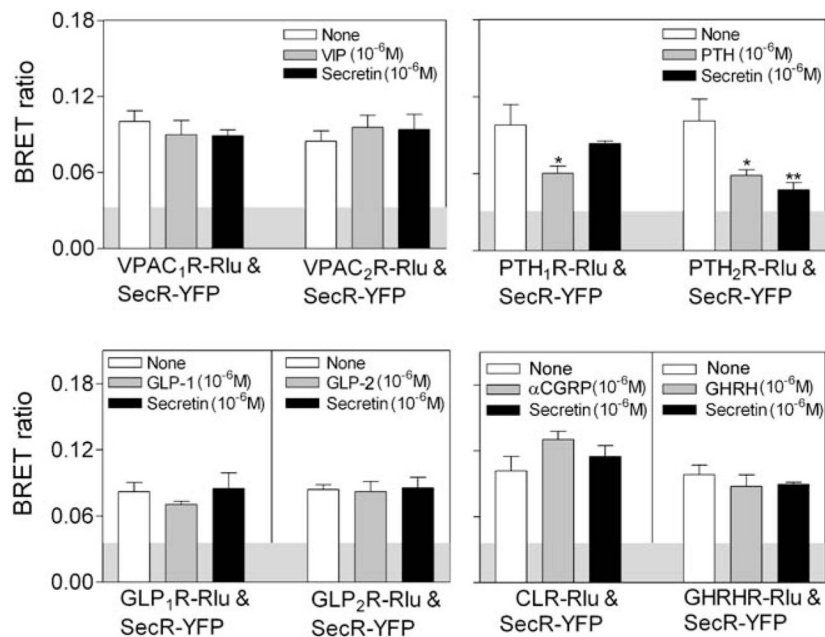 BRET ratio
0.18
0.12
0.06
0.00
None
VIP (10⁻⁶M)
Secretin (10⁻⁶M)
VPAC₁R-Rlu &
SecR-YFP
VPAC₂R-Rlu &
SecR-YFP
None
PTH (10⁻⁶M)
Secretin (10⁻⁶M)
*
*
**
PTH₁R-Rlu &
SecR-YFP
PTH₂R-Rlu &
SecR-YFP
BRET ratio
0.18
0.12
0.06
0.00
None
GLP-1 (10⁻⁶M)
Secretin (10⁻⁶M)
None
GLP-2 (10⁻⁶M)
Secretin (10⁻⁶M)
GLP₁R-Rlu &
SecR-YFP
GLP₂R-Rlu &
SecR-YFP
None
αCGRP (10⁻⁶M)
Secretin (10⁻⁶M)
None
GHRH (10⁻⁶M)
Secretin (10⁻⁶M)
CLR-Rlu &
SecR-YFP
GHRHR-Rlu &
SecR-YFP